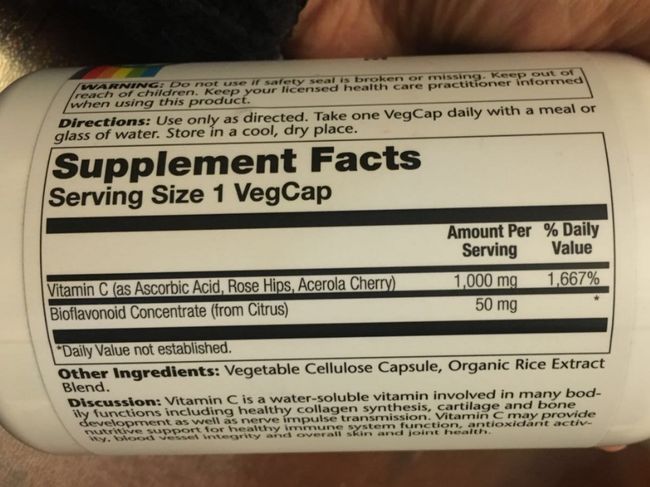 WARNING: Do not use if safety seal is broken or missing. Keep out of
reach of children. Keep your licensed health care practitioner informed
when using this product.
Directions: Use only as directed. Take one VegCap daily with a meal or
glass of water. Store in a cool, dry place.
Supplement Facts
Serving Size 1 VegCap
Amount Per Serving % Daily Value
Vitamin C (as Ascorbic Acid, Rose Hips, Acerola Cherry) 1,000 mg 1,667%
Bioflavonoid Concentrate (from Citrus) 50 mg *
*Daily Value not established.
Other Ingredients: Vegetable Cellulose Capsule, Organic Rice Extract
Blend.
Discussion: Vitamin C is a water-soluble vitamin involved in many bod-
ily functions including healthy collagen synthesis, cartilage and bone
development as well as nerve impulse transmission. Vitamin C may provide
nutritive support for healthy immune system function, antioxidant activ-
ity, blood vessel integrity and overall skin and joint health.